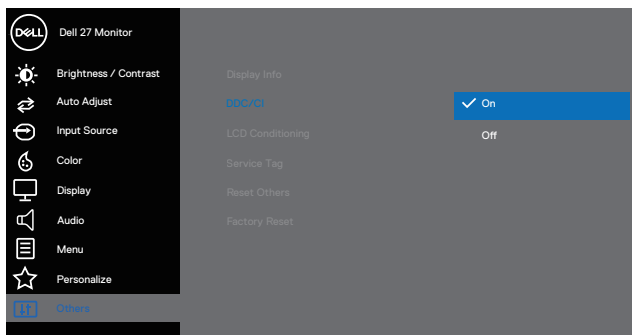 DELL Dell 27 Monitor
Brightness / Contrast Display Info
Auto Adjust DDC/CI On
Input Source LCD Conditioning Off
Color Service Tag
Display Reset Others
Audio Factory Reset
Menu
Personalize
Others